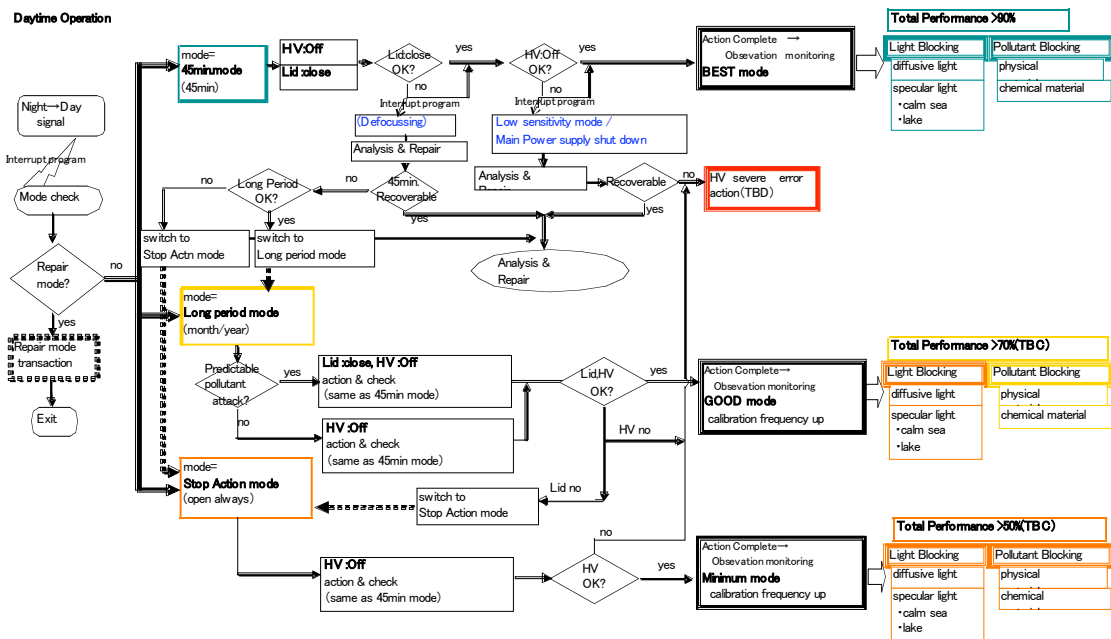 Daytime Operation
Night→Day
signal
Interrupt program
Mode check
Repair
mode?
no
yes
Repair mode
transaction
Exit
mode=
45min.mode
(45min)
HV:Off
Lid:close
Lid:close
OK?
yes
no
Interrupt program
(Defocussing)
Analysis & Repair
45min.
Recoverable
no
yes
Long Period
OK?
no
yes
switch to
Stop Actn mode
switch to
Long period mode
HV:Off
OK?
yes
no
Interrupt program
Low sensitivity mode /
Main Power supply shut down
Analysis &
Recoverable
no
yes
Analysis &
Repair
HV severe error
action(TBD)
Action Complete →
Obsevation monitoring
BEST mode
Total Performance >90%
Light Blocking
Pollutant Blocking
diffusive light
physical
specular light
chemical material
・calm sea
・lake
mode=
Long period mode
(month/year)
Predictable
pollutant
attack?
yes
no
Lid:close, HV:Off
action & check
(same as 45min mode)
HV:Off
action & check
(same as 45min mode)
Lid,HV
OK?
yes
HV no
Lid no
switch to
Stop Action mode
Action Complete→
Obsevation monitoring
GOOD mode
calibration frequency up
Total Performance >70%(TBC)
Light Blocking
Pollutant Blocking
diffusive light
physical
specular light
chemical material
・calm sea
・lake
mode=
Stop Action mode
(open always)
HV:Off
action & check
(same as 45min mode)
HV
OK?
no
yes
Action Complete→
Obsevation monitoring
Minimum mode
calibration frequency up
Total Performance >50%(TBC)
Light Blocking
Pollutant Blocking
diffusive light
physical
specular light
chemical
・calm sea
・lake